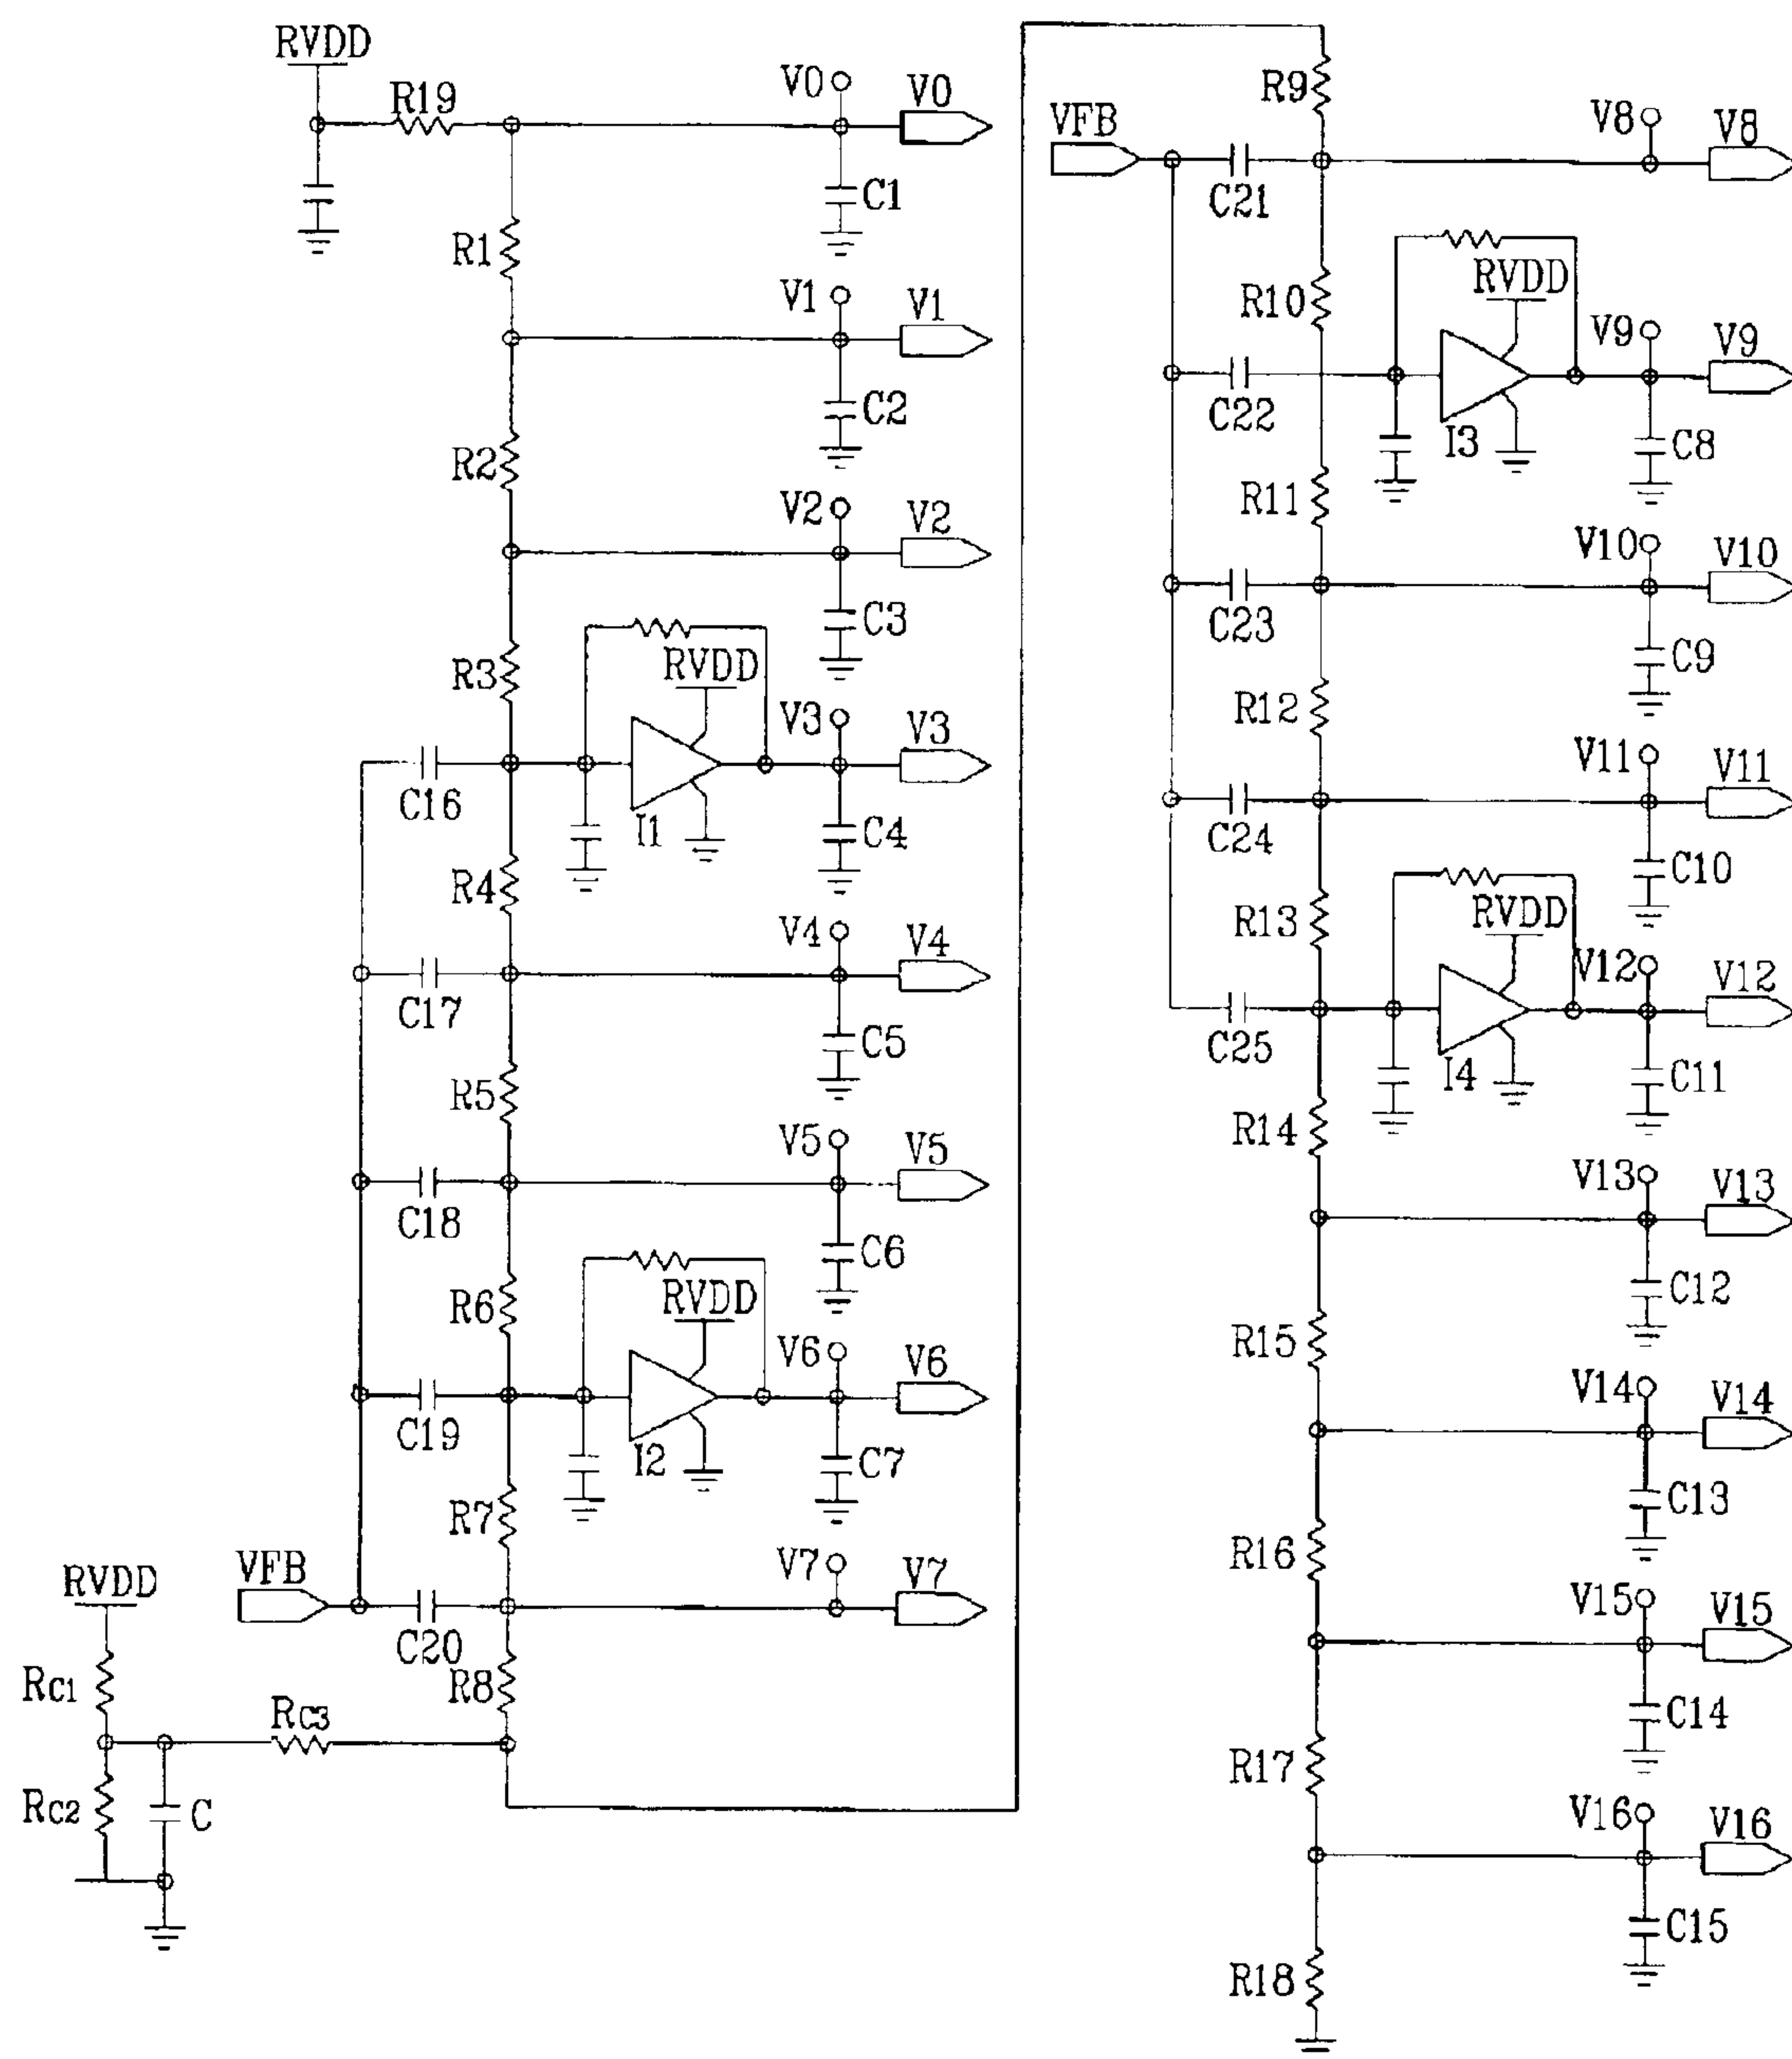 RVDD
R19
V0
V0
C1
R1
V1
V1
C2
R2
V2
V2
C3
R3
RVDD
V3
V3
C16
I1
C4
R4
V4
V4
C17
C5
R5
V5
V5
C18
C6
R6
RVDD
V6
V6
C19
I2
C7
R7
RVDD
VFB
V7
V7
C20
RC1
R8
RC3
RC2
C
R9
VFB
V8
V8
C21
RVDD
R10
V9
V9
C22
I3
C8
R11
V10
V10
C23
C9
R12
V11
V11
C24
C10
R13
RVDD
V12
V12
C25
I4
C11
R14
V13
V13
C12
R15
V14
V14
C13
R16
V15
V15
C14
R17
V16
V16
C15
R18